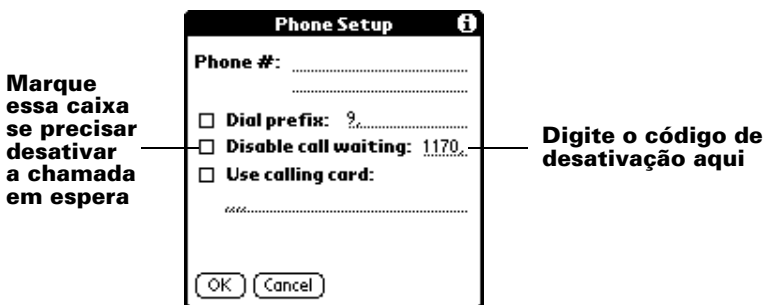 Phone Setup
Phone #:
Marque
essa caixa
se precisar
desativar
a chamada
em espera
Dial prefix: 9,
Disable call waiting: 1170,
Use calling card:
,,,,
OK Cancel
Digite o código de
desativação aqui